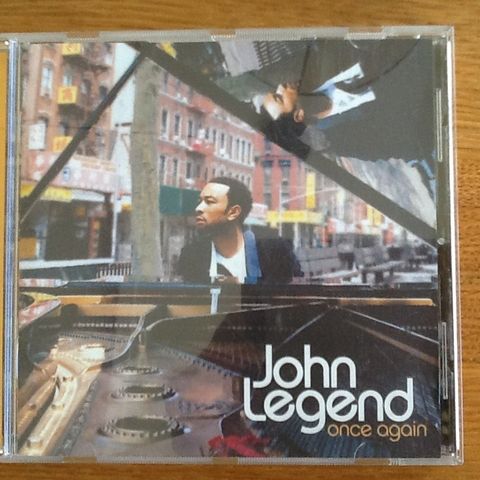 John
Legend
once again